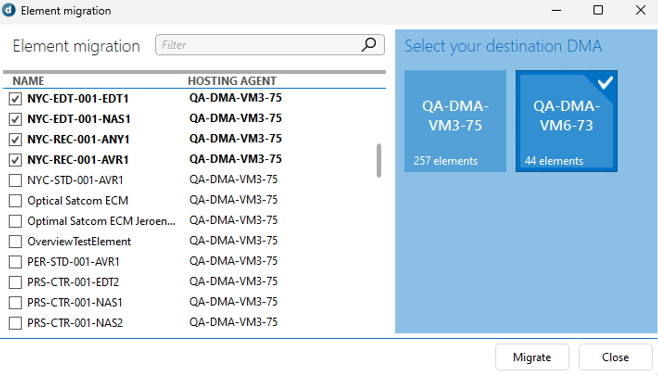 Element migration
Element migration
Filter
NAME HOSTING AGENT
NYC-EDT-001-EDT1 QA-DMA-VM3-75
NYC-EDT-001-NAS1 QA-DMA-VM3-75
NYC-REC-001-ANY1 QA-DMA-VM3-75
NYC-REC-001-AVR1 QA-DMA-VM3-75
NYC-STD-001-AVR1 QA-DMA-VM3-75
Optical Satcom ECM QA-DMA-VM3-75
Optimal Satcom ECM Jeroen... QA-DMA-VM3-75
OverviewTestElement QA-DMA-VM3-75
PER-STD-001-AVR1 QA-DMA-VM3-75
PRS-CTR-001-EDT2 QA-DMA-VM3-75
PRS-CTR-001-NAS1 QA-DMA-VM3-75
PRS-CTR-001-NAS2 QA-DMA-VM3-75
Select your destination DMA
QA-DMA-
VM3-75
257 elements
QA-DMA-
VM6-73
44 elements
Migrate
Close